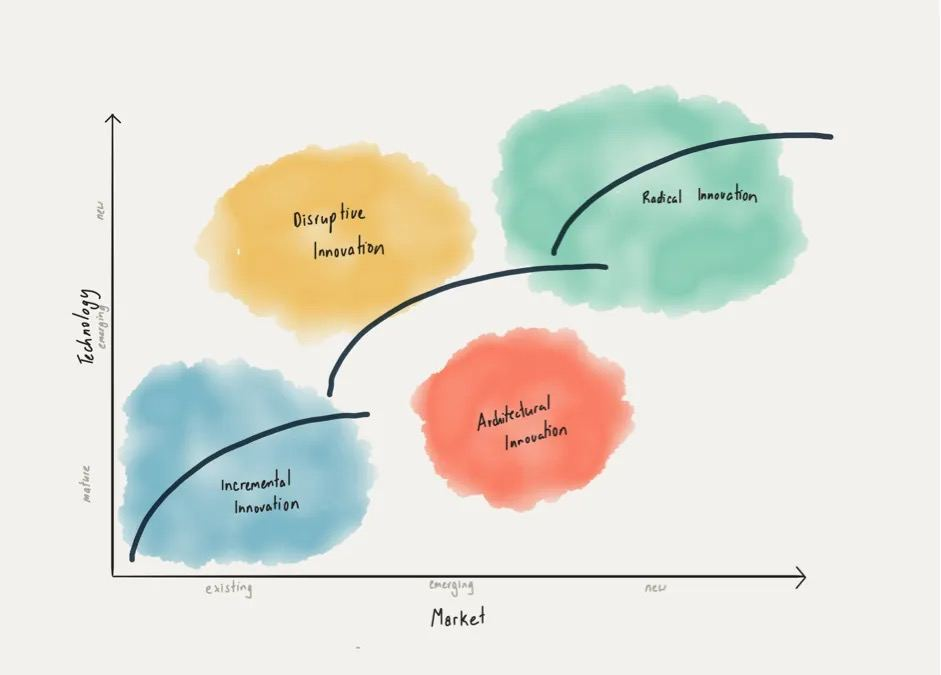 new
Disruptive
Innovation
Radical Innovation
Technology
emerging
Architectural
Innovation
mature
Incremental
Innovation
existing
emerging
new
Market